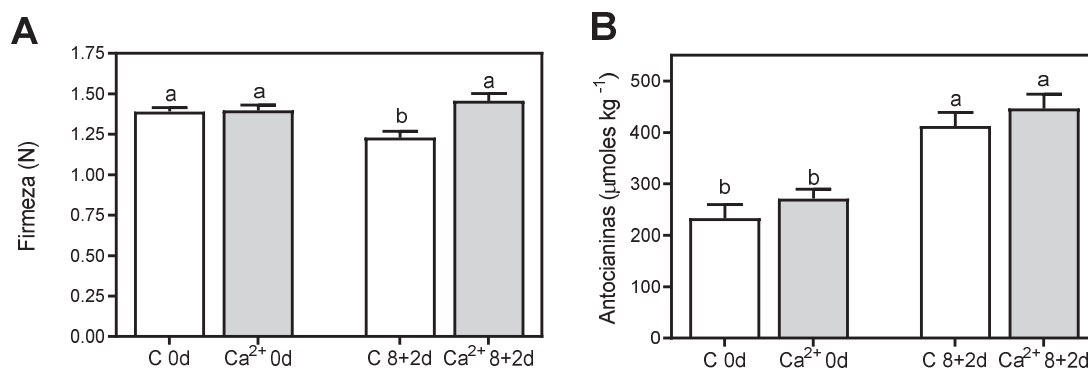 A
1.75
1.50
1.25
1.00
0.75
0.50
0.25
0.00
Firmeza (N)
a
a
b
a
C 0d
Ca²⁺ 0d
C 8+2d
Ca²⁺ 8+2d
B
500
400
300
200
100
0
Antocianinas (μmoles kg⁻¹)
b
b
a
a
C 0d
Ca²⁺ 0d
C 8+2d
Ca²⁺ 8+2d